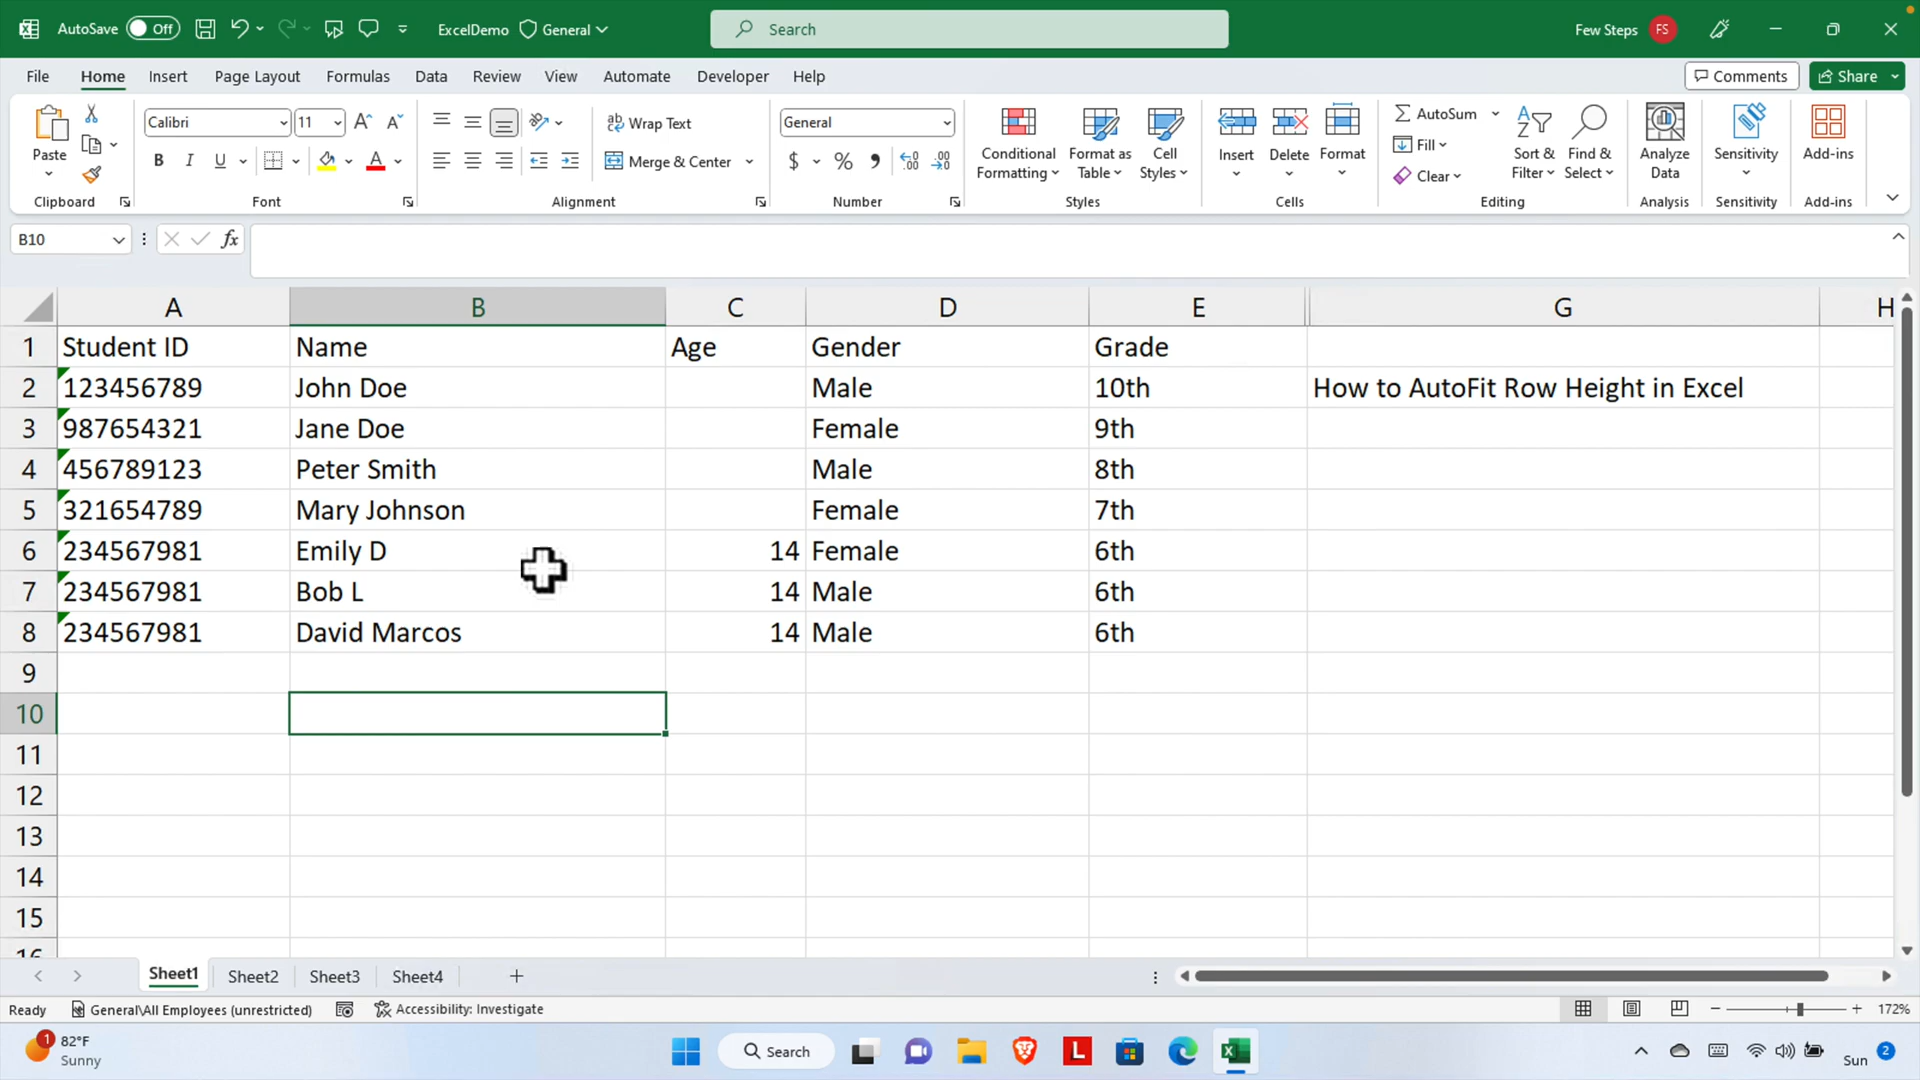 AutoSave Off ExcelDemo General Search Few Steps FS
File Home Insert Page Layout Formulas Data Review View Automate Developer Help Comments Share
Paste
Clipboard
Calibri 11
B I U A
Font
Wrap Text
Merge & Center
Alignment
General
$ % 9
Number
Conditional Formatting
Format as Table
Cell Styles
Styles
Insert Delete Format
Cells
AutoSum
Fill
Clear
Sort & Filter
Find & Select
Editing
Analyze Data
Analysis
Sensitivity
Sensitivity
Add-ins
Add-ins
B10 fx
A B C D E G H
1 Student ID Name Age Gender Grade
2 123456789 John Doe Male 10th How to AutoFit Row Height in Excel
3 987654321 Jane Doe Female 9th
4 456789123 Peter Smith Male 8th
5 321654789 Mary Johnson Female 7th
6 234567981 Emily D 14 Female 6th
7 234567981 Bob L 14 Male 6th
8 234567981 David Marcos 14 Male 6th
9
10
11
12
13
14
15
16
Sheet1 Sheet2 Sheet3 Sheet4 +
Ready General\All Employees (unrestricted) Accessibility: Investigate 172%
1 82°F
Sunny
Search L Sun 2